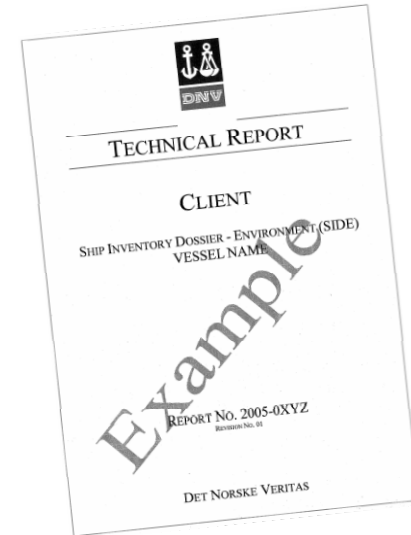 DNV
TECHNICAL REPORT
CLIENT
SHIP INVENTORY DOSSIER - ENVIRONMENT (SIDE)
VESSEL NAME
Example
REPORT NO. 2005-0XYZ
REVISION NO. 01
DET NORSKE VERITAS